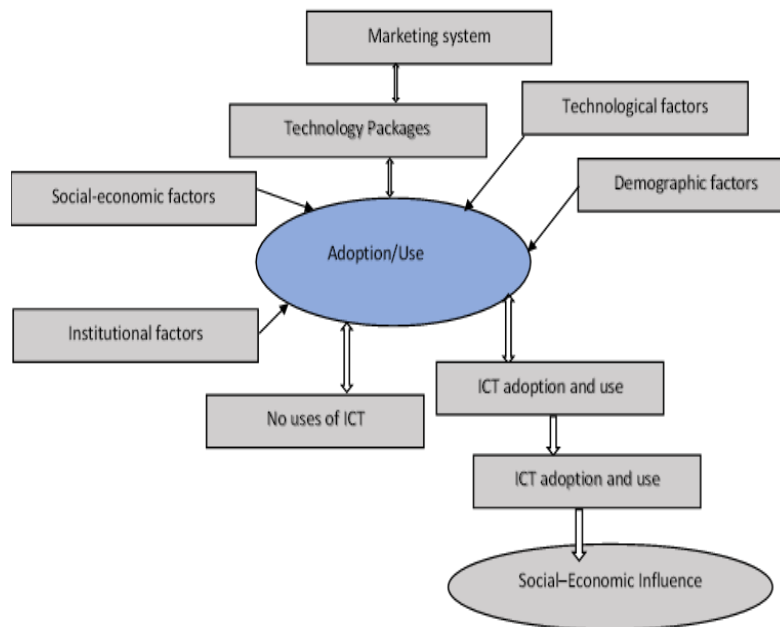 Marketing system
Technological factors
Technology Packages
Social-economic factors
Demographic factors
Adoption/Use
Institutional factors
ICT adoption and use
No uses of ICT
ICT adoption and use
Social–Economic Influence